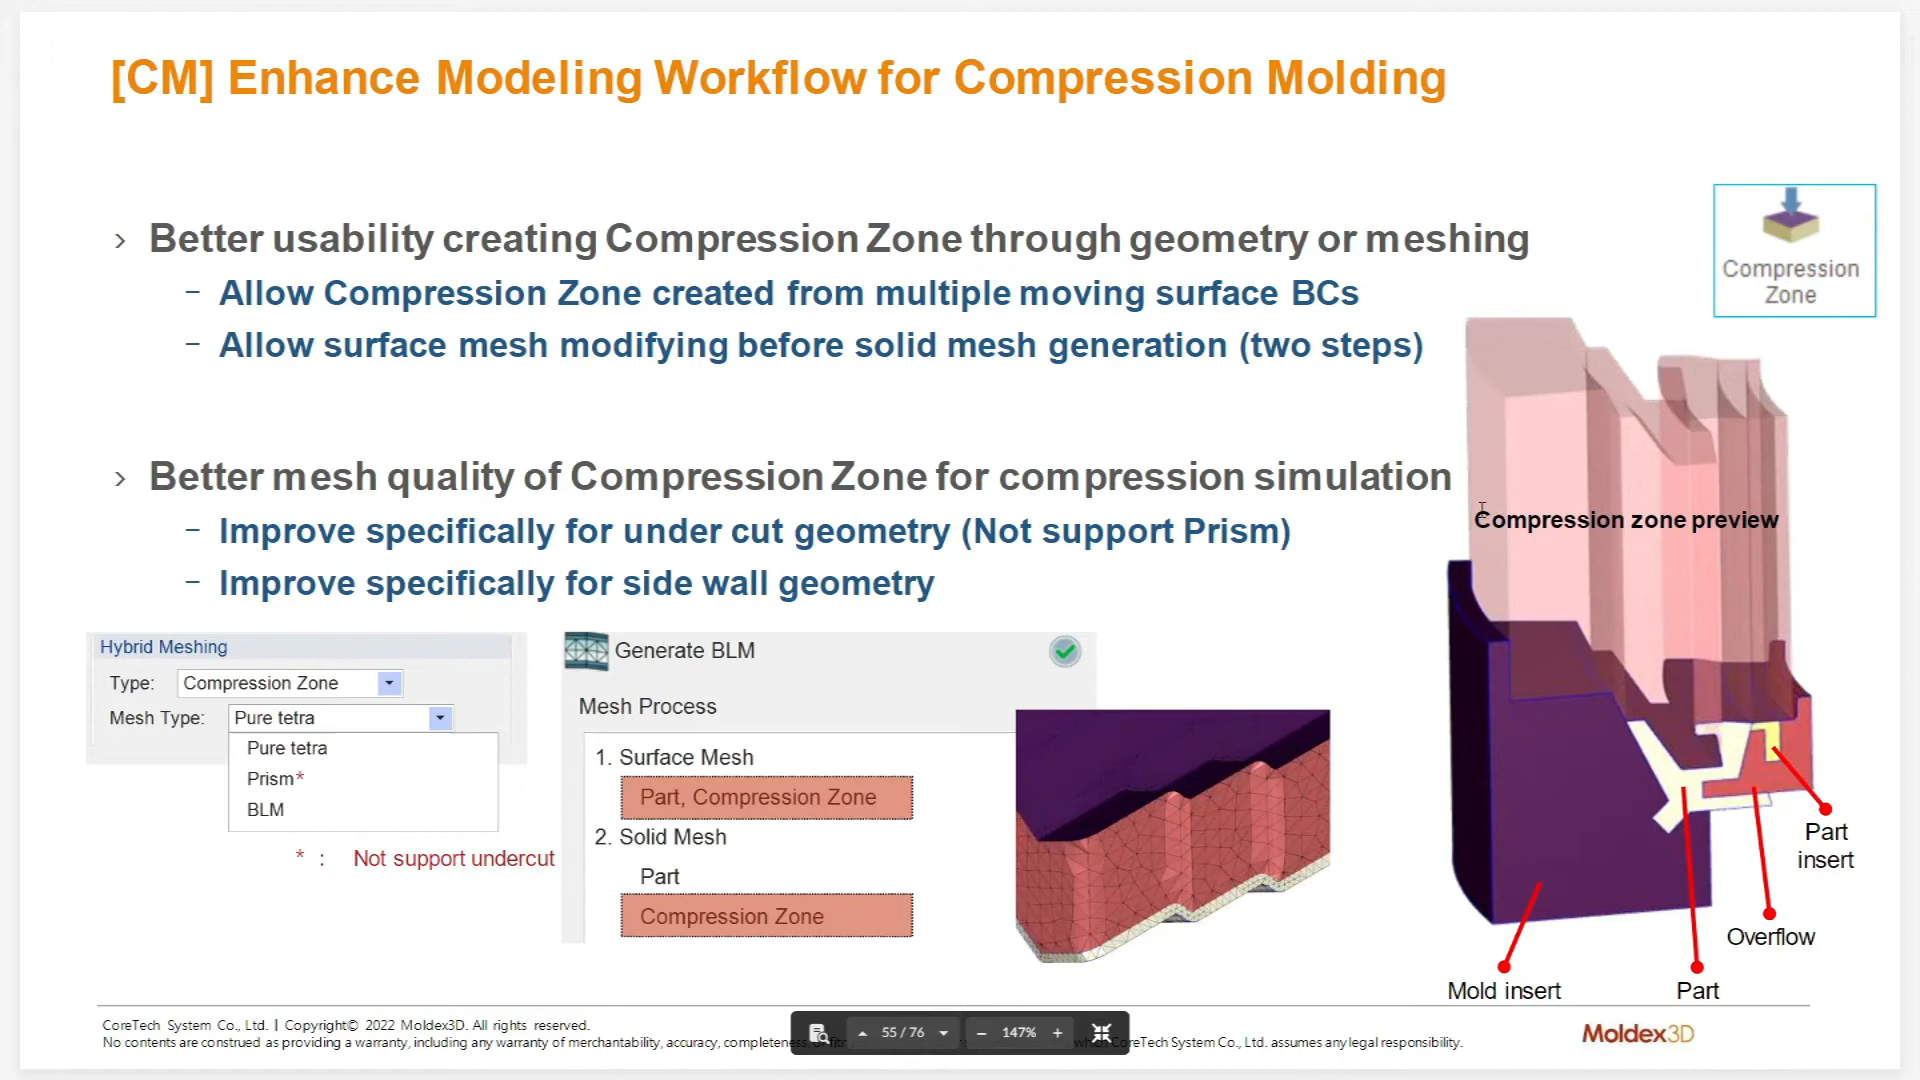 [CM] Enhance Modeling Workflow for Compression Molding
› Better usability creating Compression Zone through geometry or meshing
− Allow Compression Zone created from multiple moving surface BCs
− Allow surface mesh modifying before solid mesh generation (two steps)
Compression
Zone
› Better mesh quality of Compression Zone for compression simulation
− Improve specifically for under cut geometry (Not support Prism)
− Improve specifically for side wall geometry
Compression zone preview
Hybrid Meshing
Type: Compression Zone
Mesh Type: Pure tetra
Pure tetra
Prism*
BLM
* : Not support undercut
Generate BLM
Mesh Process
1. Surface Mesh
Part, Compression Zone
2. Solid Mesh
Part
Compression Zone
Part
insert
Overflow
Mold insert
Part
CoreTech System Co., Ltd. | Copyright© 2022 Moldex3D. All rights reserved.
No contents are construed as providing a warranty, including any warranty of merchantability, accuracy, completeness, CoreTech System Co., Ltd. assumes any legal responsibility.
55 / 76
− 147% +
Moldex3D